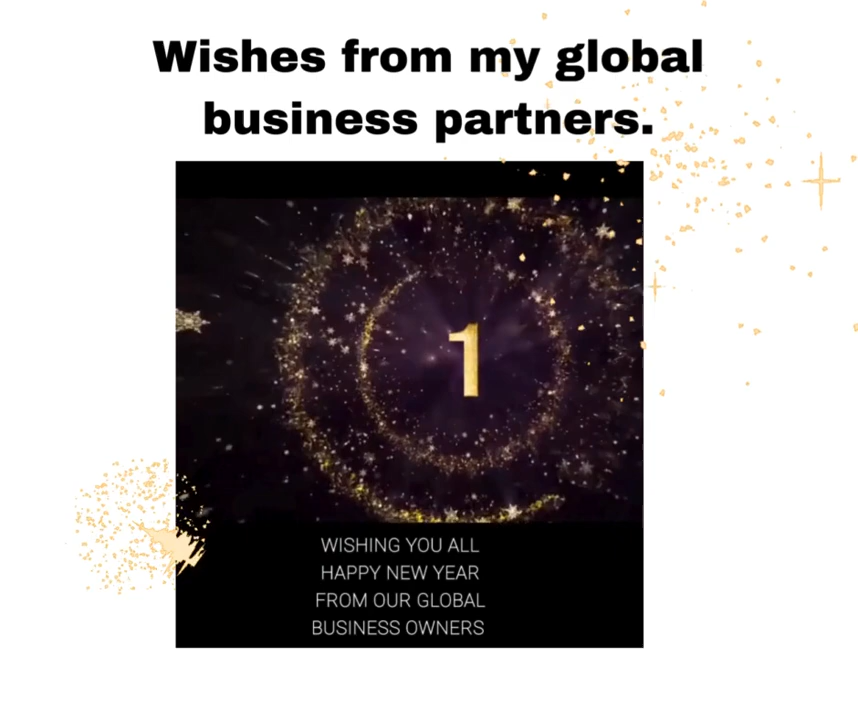 Wishes from my global
business partners.
1
WISHING YOU ALL
HAPPY NEW YEAR
FROM OUR GLOBAL
BUSINESS OWNERS